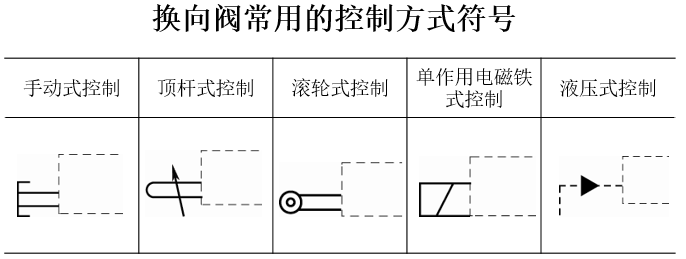 换向阀常用的控制方式符号
手动式控制
顶杆式控制
滚轮式控制
单作用电磁铁
式控制
液压式控制